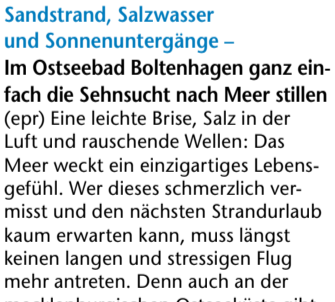 Sandstrand, Salzwasser
und Sonnenuntergänge –
Im Ostseebad Boltenhagen ganz ein-
fach die Sehnsucht nach Meer stillen
(epr) Eine leichte Brise, Salz in der
Luft und rauschende Wellen: Das
Meer weckt ein einzigartiges Lebens-
gefühl. Wer dieses schmerzlich ver-
misst und den nächsten Strandurlaub
kaum erwarten kann, muss längst
keinen langen und stressigen Flug
mehr antreten. Denn auch an der
mecklenburgischen Ostseeküste gibt